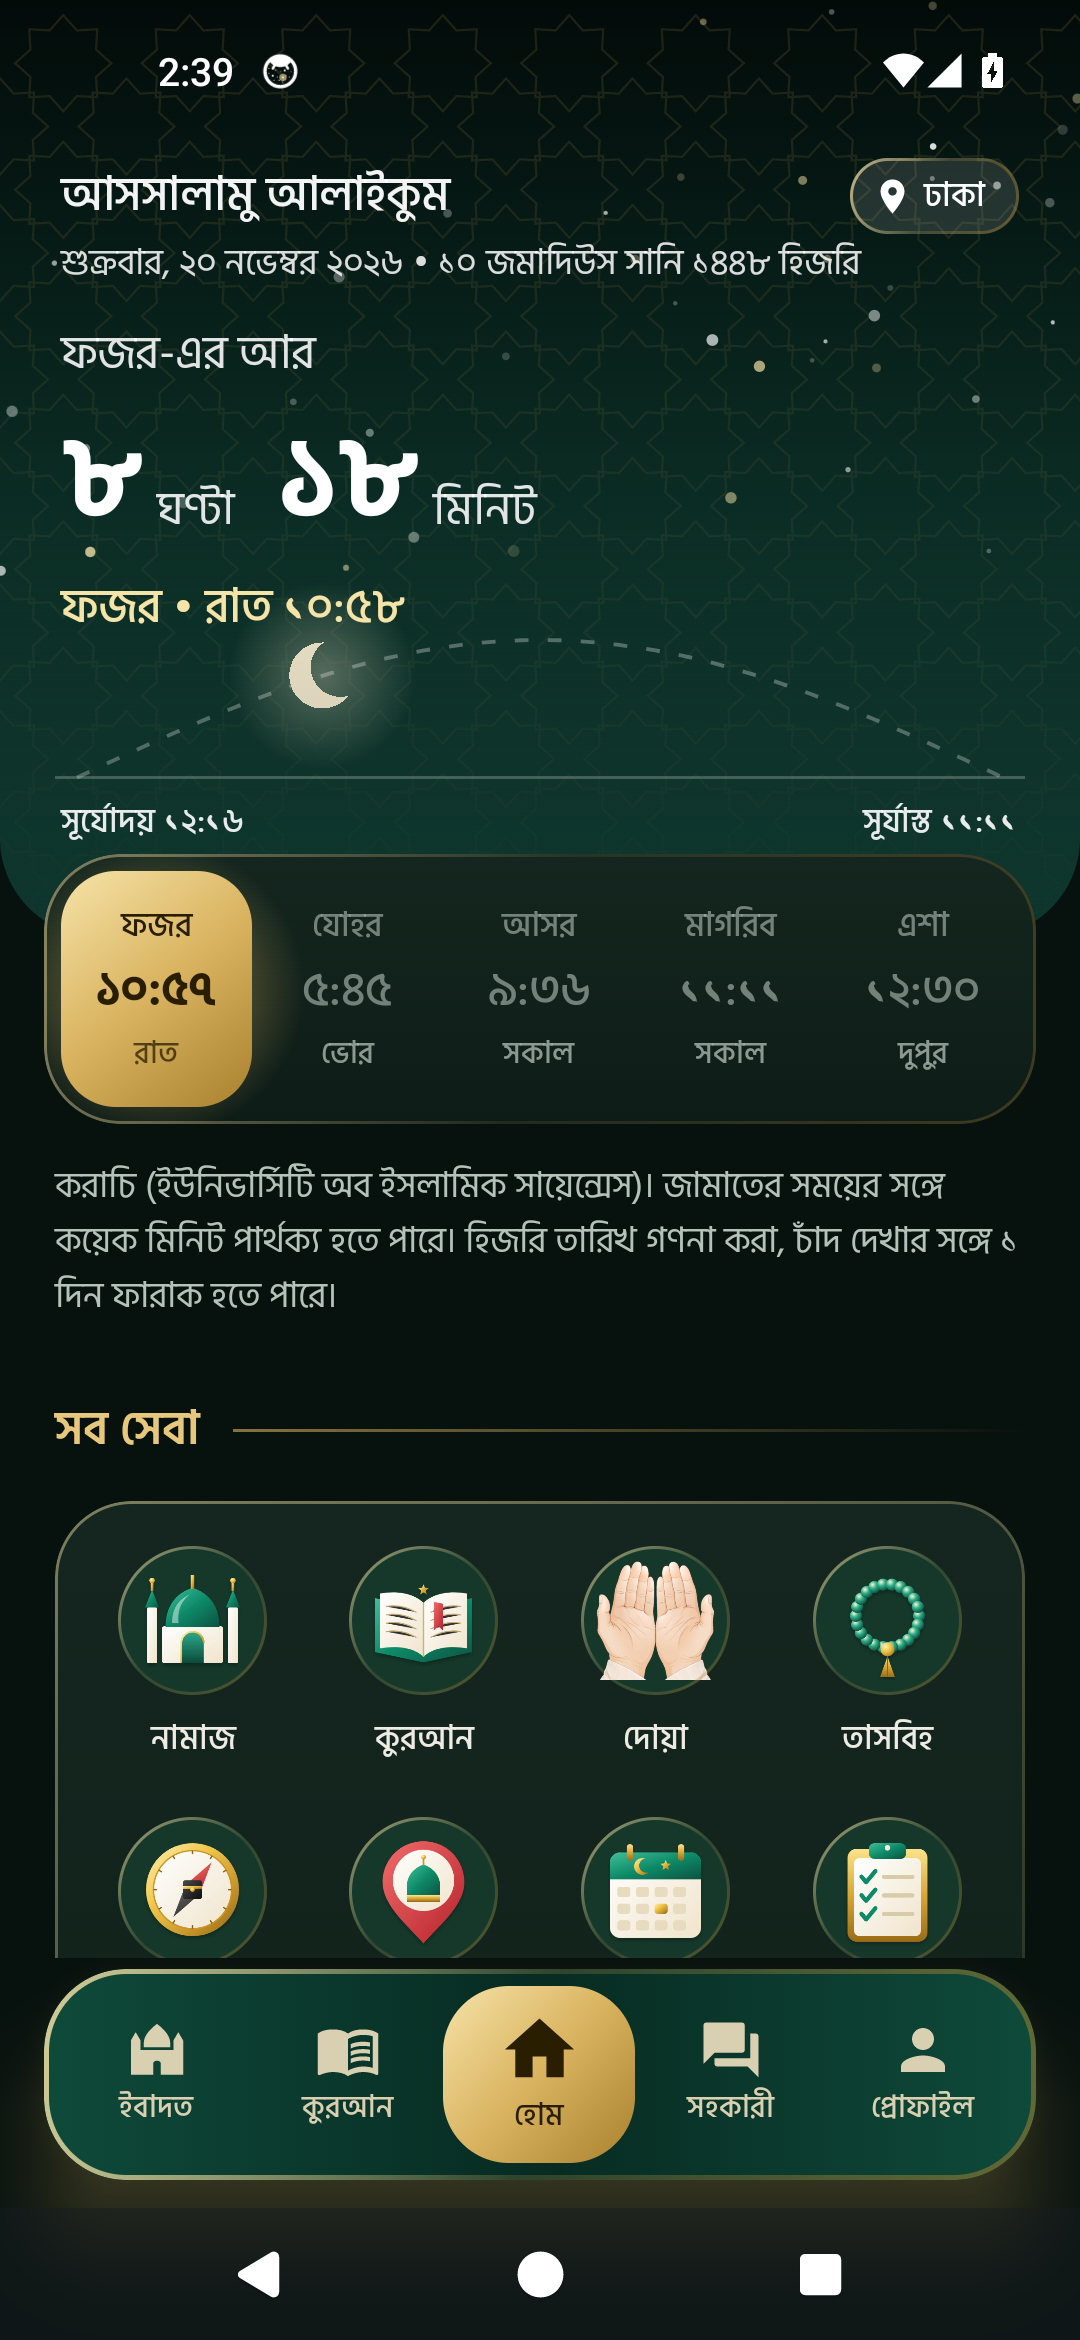 2:39
আসসালামু আলাইকুম
ঢাকা
শুক্রবার, ২০ নভেম্বর ২০২৬ • ১০ জমাদিউস সানি ১৪৪৮ হিজরি
ফজর-এর আর
৮ ঘণ্টা ১৮ মিনিট
ফজর • রাত ১০:৫৮
সূর্যোদয় ১২:১৬
সূর্যাস্ত ১১:১১
ফজর যোহর আসর মাগরিব এশা
১০:৫৭ ৫:৪৫ ৯:৩৬ ১১:১১ ১২:৩০
রাত ভোর সকাল সকাল দুপুর
করাচি (ইউনিভার্সিটি অব ইসলামিক সায়েন্সেস)। জামাতের সময়ের সঙ্গে
কয়েক মিনিট পার্থক্য হতে পারে। হিজরি তারিখ গণনা করা, চাঁদ দেখার সঙ্গে ১
দিন ফারাক হতে পারে।
সব সেবা
নামাজ কুরআন দোয়া তাসবিহ
ইবাদত কুরআন হোম সহকারী প্রোফাইল